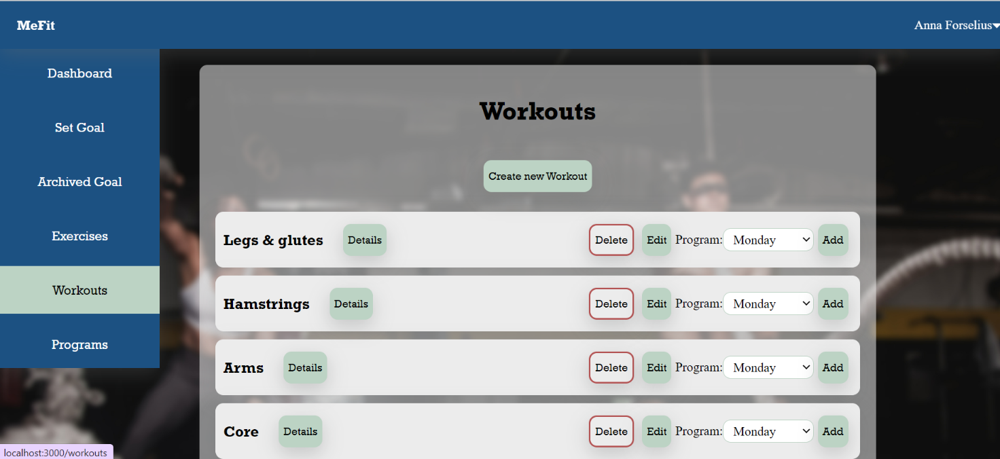 MeFit
Anna Forselius
Dashboard
Set Goal
Archived Goal
Exercises
Workouts
Programs
Workouts
Create new Workout
Legs & glutes Details Delete Edit Program: Monday Add
Hamstrings Details Delete Edit Program: Monday Add
Arms Details Delete Edit Program: Monday Add
Core Details Delete Edit Program: Monday Add
localhost:3000/workouts